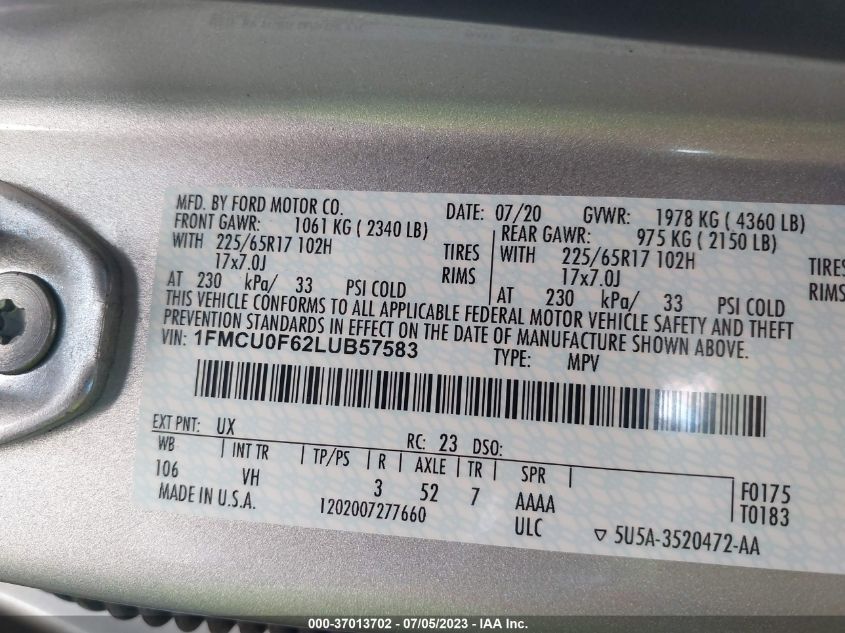 MFD. BY FORD MOTOR CO. DATE: 07/20 GVWR: 1978 KG ( 4360 LB)
FRONT GAWR: 1061 KG ( 2340 LB) REAR GAWR: 975 KG ( 2150 LB)
WITH 225/65R17 102H TIRES WITH 225/65R17 102H TIRES
17x7.0J RIMS 17x7.0J RIMS
AT 230 kPa/ 33 PSI COLD AT 230 kPa/ 33 PSI COLD
THIS VEHICLE CONFORMS TO ALL APPLICABLE FEDERAL MOTOR VEHICLE SAFETY AND THEFT
PREVENTION STANDARDS IN EFFECT ON THE DATE OF MANUFACTURE SHOWN ABOVE.
VIN: 1FMCU0F62LUB57583 TYPE: MPV
EXT PNT: UX RC: 23 DSO:
WB | INT TR | TP/PS | R | AXLE | TR | SPR |
106 VH 3 52 7 AAAA F0175
MADE IN U.S.A. 1202007277660 ULC T0183
▽ 5U5A-3520472-AA
000-37013702 - 07/05/2023 - IAA Inc.